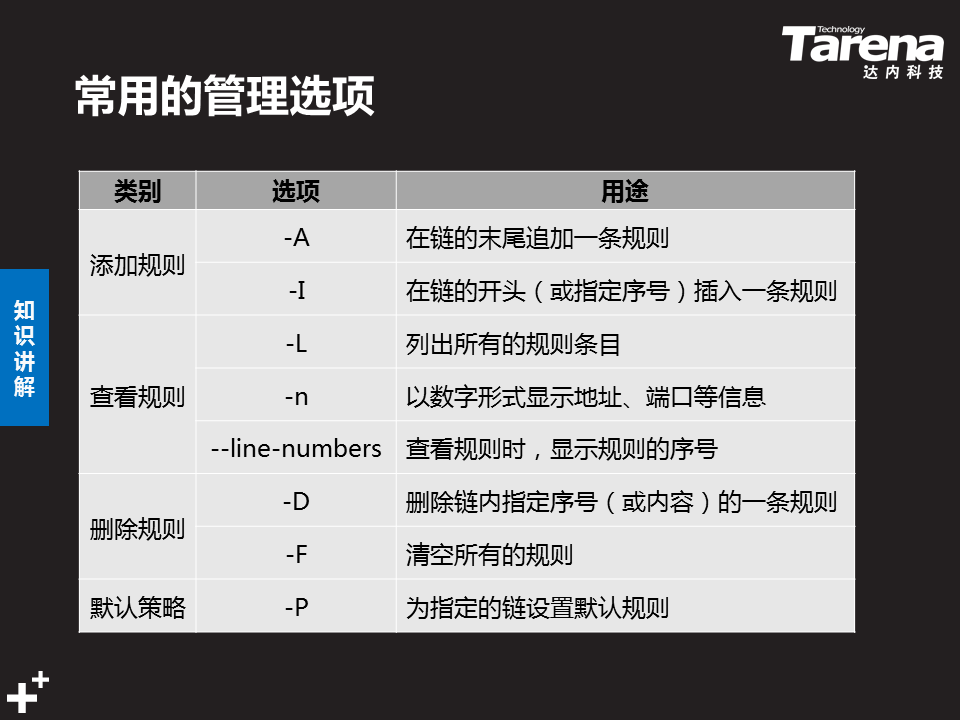 Technology
Tarena
达内科技
常用的管理选项
类别 选项 用途
添加规则 -A 在链的末尾追加一条规则
-I 在链的开头（或指定序号）插入一条规则
查看规则 -L 列出所有的规则条目
-n 以数字形式显示地址、端口等信息
--line-numbers 查看规则时，显示规则的序号
删除规则 -D 删除链内指定序号（或内容）的一条规则
-F 清空所有的规则
默认策略 -P 为指定的链设置默认规则
知识讲解